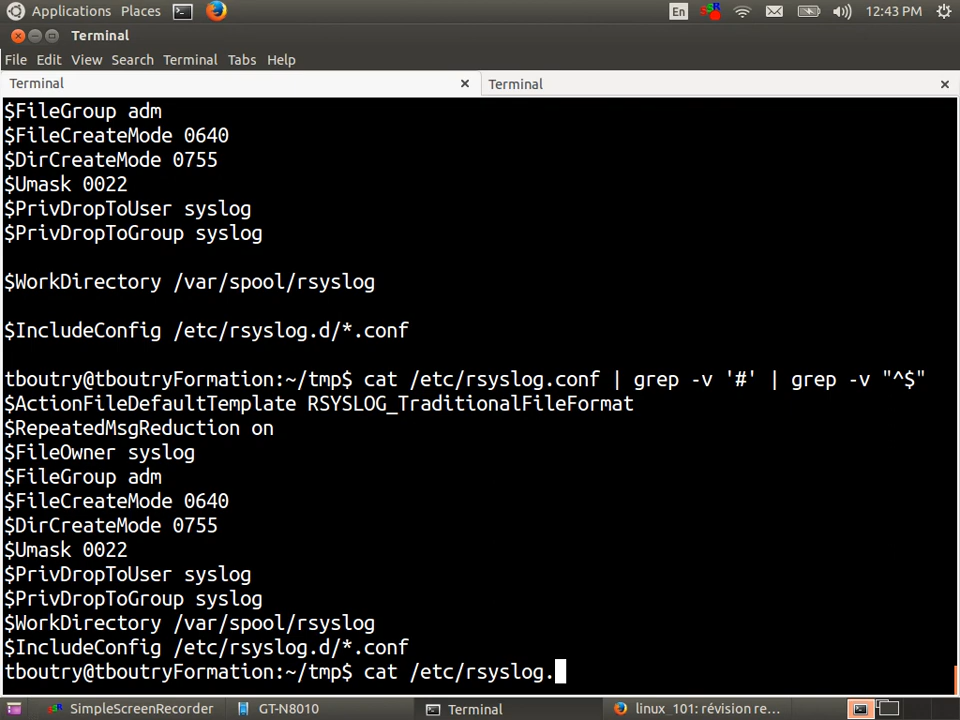 Applications Places En 12:43 PM
Terminal
File Edit View Search Terminal Tabs Help
Terminal Terminal
$FileGroup adm
$FileCreateMode 0640
$DirCreateMode 0755
$Umask 0022
$PrivDropToUser syslog
$PrivDropToGroup syslog
$WorkDirectory /var/spool/rsyslog
$IncludeConfig /etc/rsyslog.d/*.conf
tboutry@tboutryFormation:~/tmp$ cat /etc/rsyslog.conf | grep -v '#' | grep -v "^$"
$ActionFileDefaultTemplate RSYSLOG_TraditionalFileFormat
$RepeatedMsgReduction on
$FileOwner syslog
$FileGroup adm
$FileCreateMode 0640
$DirCreateMode 0755
$Umask 0022
$PrivDropToUser syslog
$PrivDropToGroup syslog
$WorkDirectory /var/spool/rsyslog
$IncludeConfig /etc/rsyslog.d/*.conf
tboutry@tboutryFormation:~/tmp$ cat /etc/rsyslog.
SimpleScreenRecorder GT-N8010 Terminal linux_101: révision re...